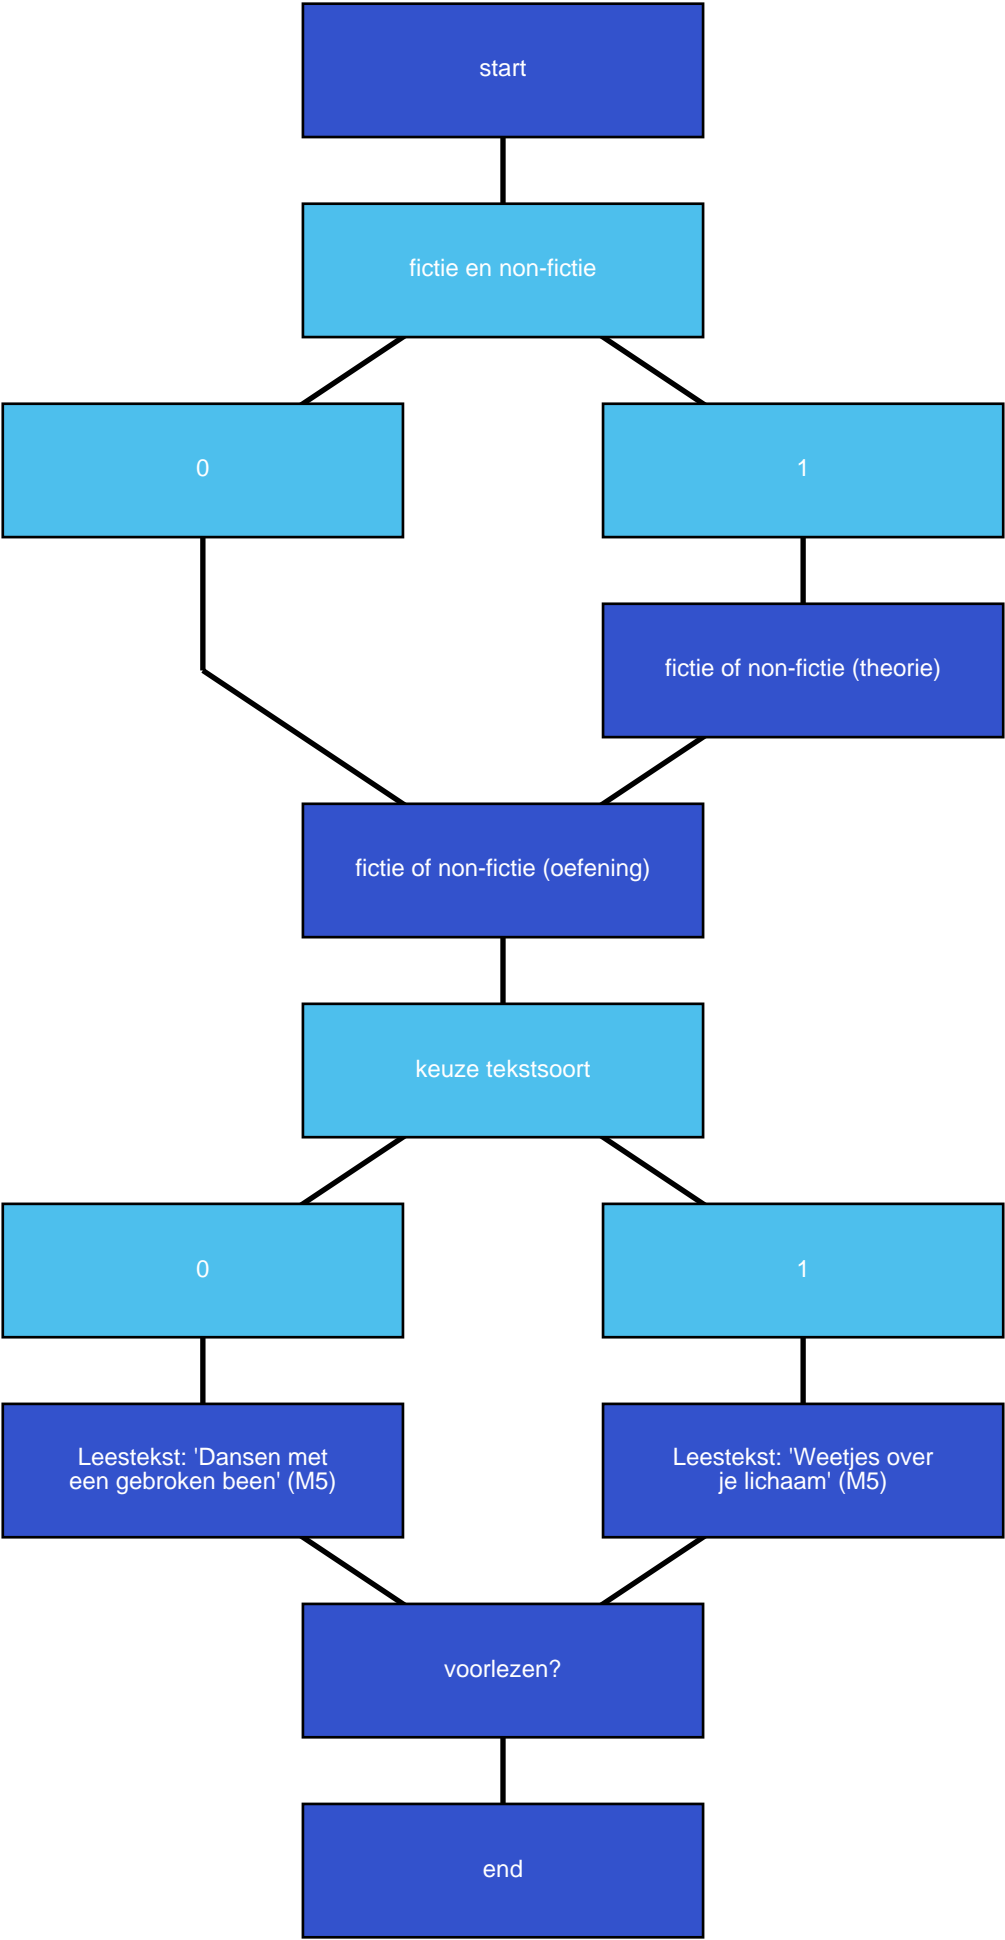 start
fictie en non-fictie
0
1
fictie of non-fictie (theorie)
fictie of non-fictie (oefening)
keuze tekstsoort
0
1
Leestekst: 'Dansen met
een gebroken been' (M5)
Leestekst: 'Weetjes over
je lichaam' (M5)
voorlezen?
end